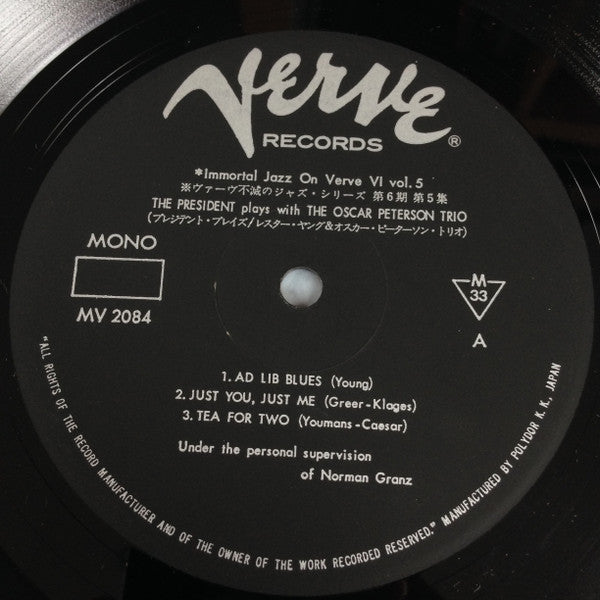 Verve
RECORDS ®
*Immortal Jazz On Verve VI vol. 5
※ヴァーヴ不滅のジャズ・シリーズ 第6期 第5集
THE PRESIDENT plays with THE OSCAR PETERSON TRIO
(プレジデント・プレイズ/レスター・ヤング&オスカー・ピーターソン・トリオ)
MONO
MV 2084
M
33
A
1. AD LIB BLUES (Young)
2. JUST YOU, JUST ME (Greer-Klages)
3. TEA FOR TWO (Youmans-Caesar)
Under the personal supervision
of Norman Granz
"ALL RIGHTS OF THE RECORD MANUFACTURER AND OF THE OWNER OF THE WORK RECORDED RESERVED." MANUFACTURED BY POLYDOR K. K., JAPAN